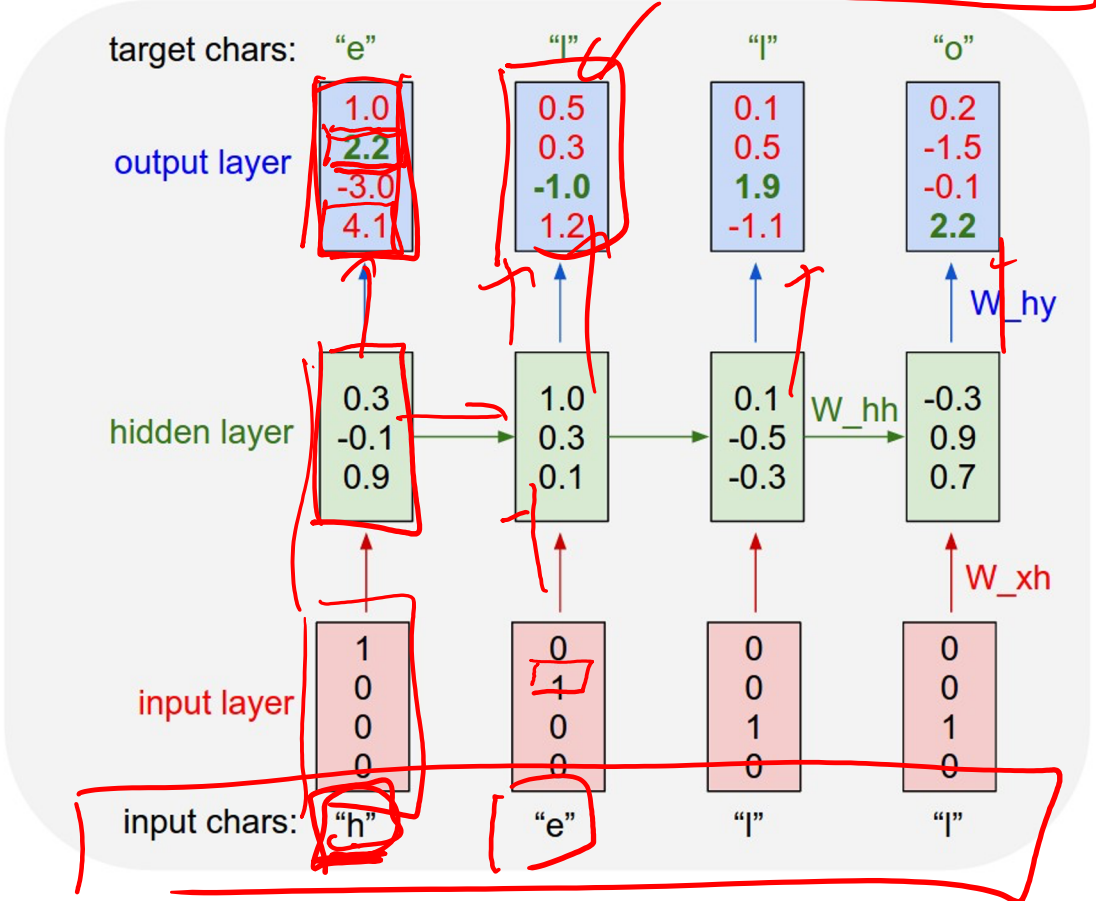 target chars: “e” “l” “l” “o”
1.0 0.5 0.1 0.2
output layer 2.2 0.3 0.5 -1.5
-3.0 -1.0 1.9 -0.1
4.1 1.2 -1.1 2.2
W_hy
0.3 1.0 0.1 W_hh -0.3
hidden layer -0.1 0.3 -0.5 0.9
0.9 0.1 -0.3 0.7
W_xh
1 0 0 0
input layer 0 1 0 0
0 0 1 1
0 0 0 0
input chars: “h” “e” “l” “l”